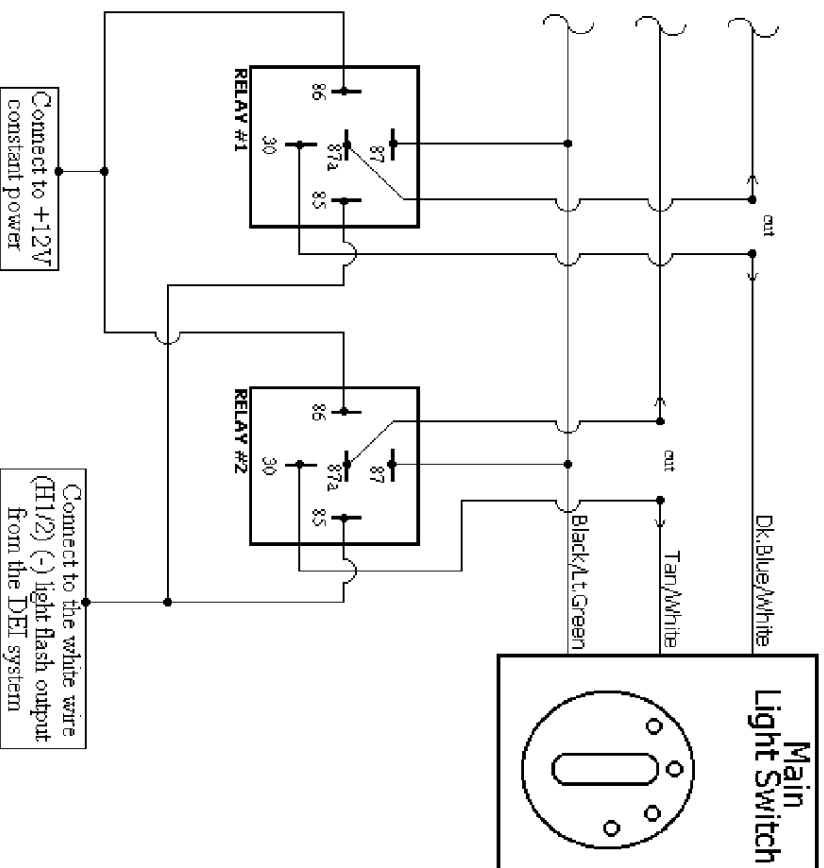 Main
Light Switch
Dk.Blue/White
Tan/White
Black/Lt.Green
cut
cut
87
87a
86
30
85
RELAY #1
87
87a
86
30
85
RELAY #2
Connect to +12V
constant power
Connect to the white wire
(H1/2) (-) light flash output
from the DEI system